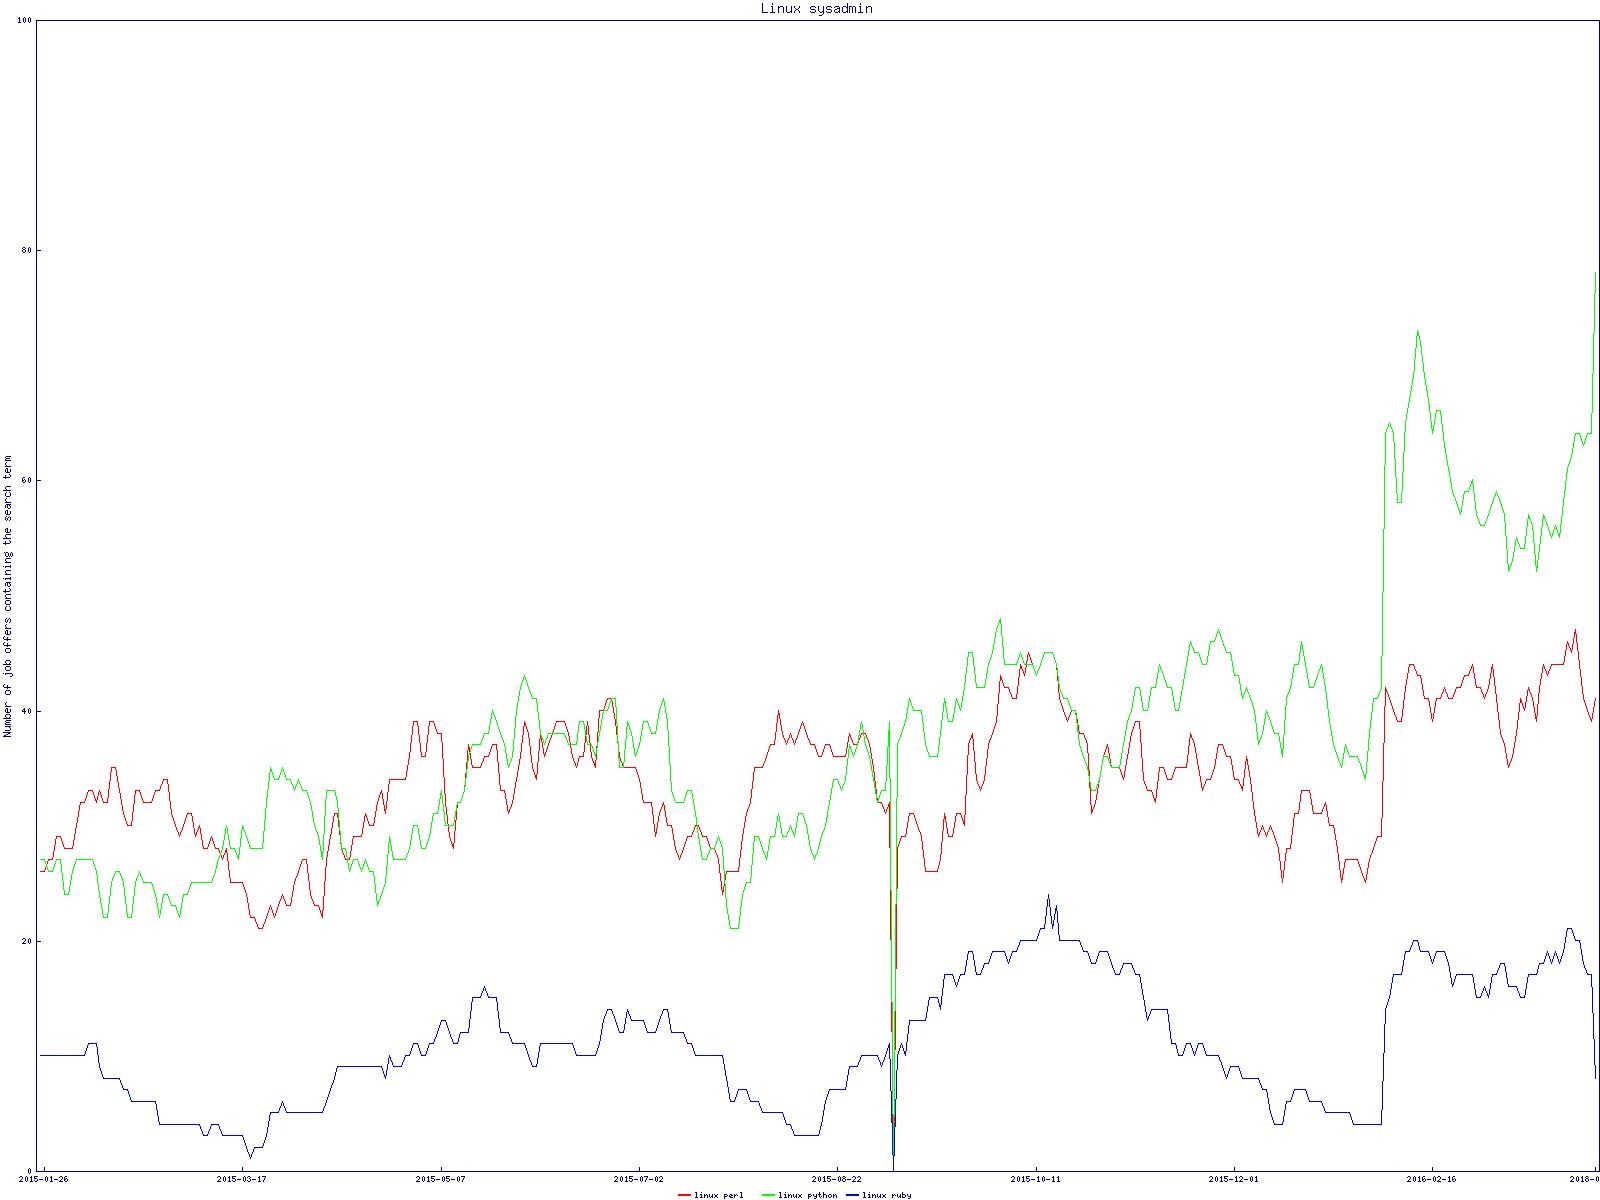 Linux sysadmin
100
80
60
40
20
0
Number of job offers containing the search term
2015-01-26 2015-03-17 2015-05-07 2015-07-02 2015-08-22 2015-10-11 2015-12-01 2016-02-16 2018-0
linux perl linux python linux ruby